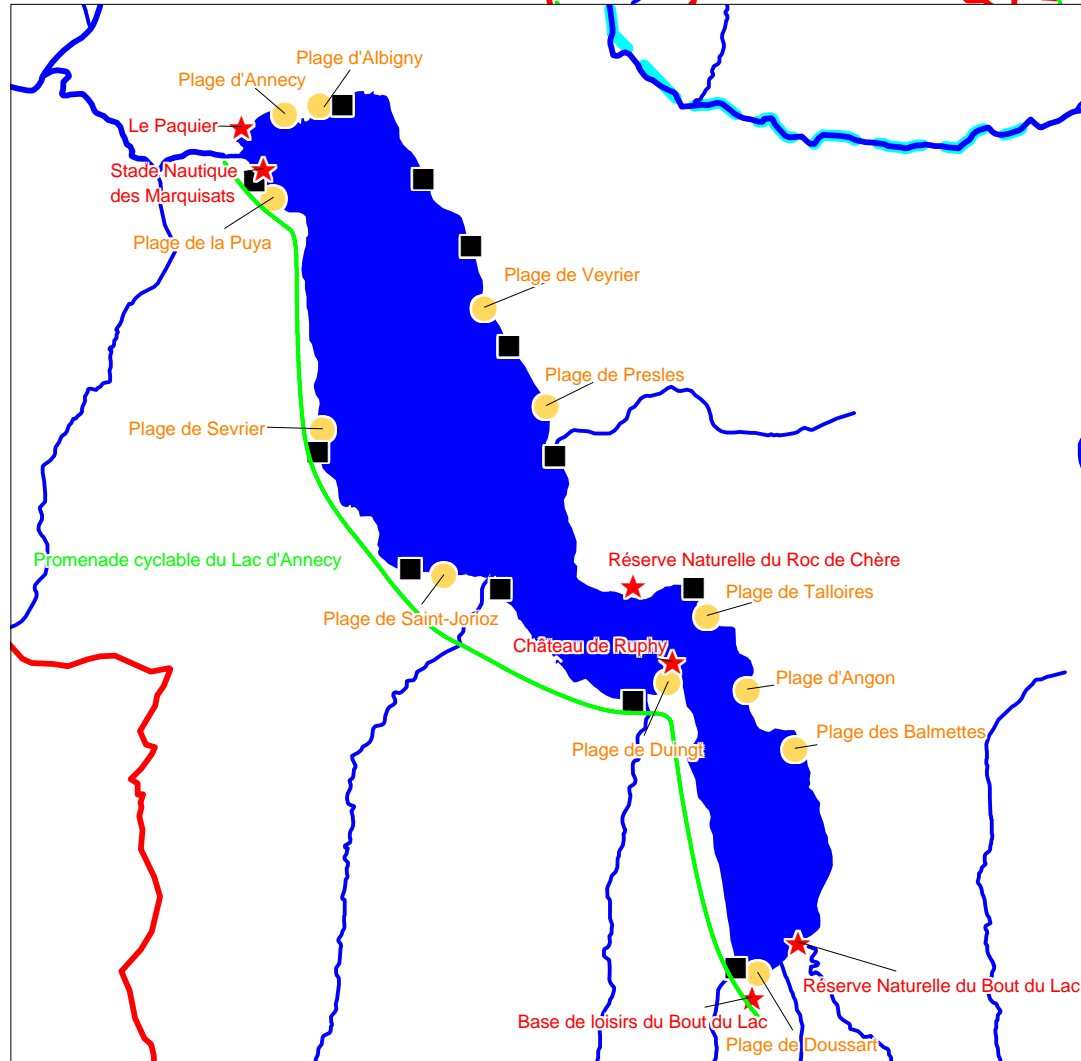 Plage d'Albigny
Plage d'Annecy
Le Paquier
Stade Nautique
des Marquisats
Plage de la Puya
Plage de Veyrier
Plage de Presles
Plage de Sevrier
Promenade cyclable du Lac d'Annecy
Réserve Naturelle du Roc de Chère
Plage de Talloires
Plage de Saint-Jorioz
Château de Ruphy
Plage d'Angon
Plage des Balmettes
Plage de Duingt
Réserve Naturelle du Bout du Lac
Base de loisirs du Bout du Lac
Plage de Doussart